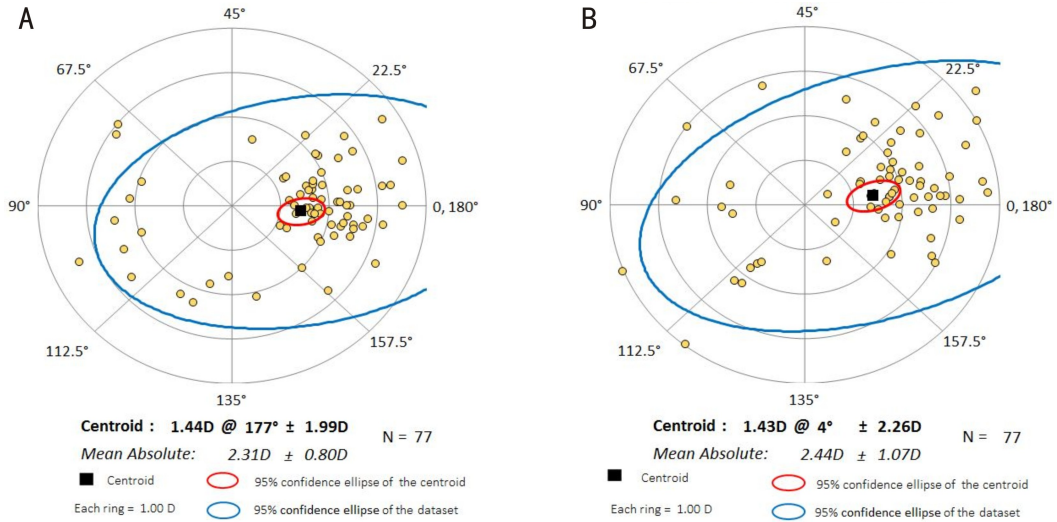 A
45°
67.5°
22.5°
90°
0, 180°
112.5°
157.5°
135°
Centroid : 1.44D @ 177° ± 1.99D
Mean Absolute: 2.31D ± 0.80D
N = 77
Centroid
95% confidence ellipse of the centroid
Each ring = 1.00 D
95% confidence ellipse of the dataset
B
45°
67.5°
22.5°
90°
0, 180°
112.5°
157.5°
135°
Centroid : 1.43D @ 4° ± 2.26D
Mean Absolute: 2.44D ± 1.07D
N = 77
Centroid
95% confidence ellipse of the centroid
Each ring = 1.00 D
95% confidence ellipse of the dataset